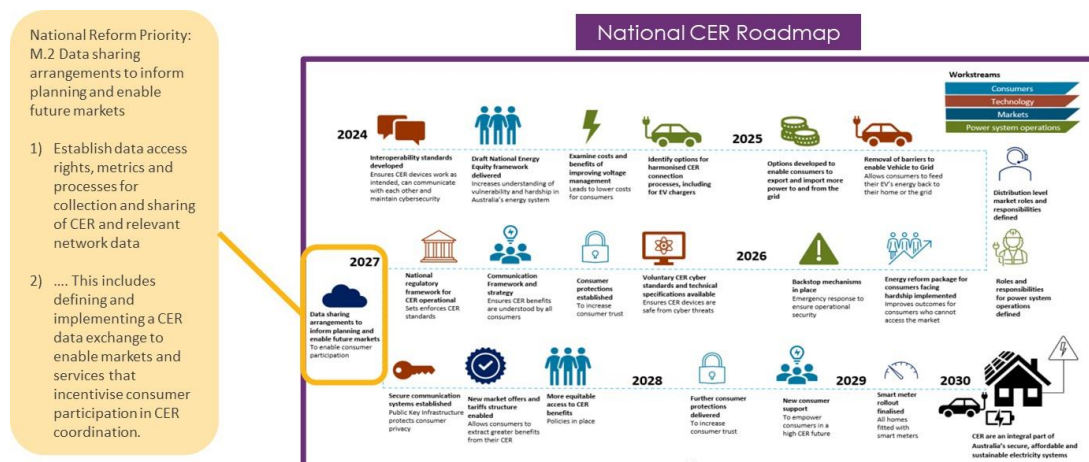 National Reform Priority:
M.2 Data sharing
arrangements to inform
planning and enable
future markets
1) Establish data access
rights, metrics and
processes for
collection and sharing
of CER and relevant
network data
2) .... This includes
defining and
implementing a CER
data exchange to
enable markets and
services that
incentivise consumer
participation in CER
coordination.
National CER Roadmap
Workstreams
Consumers
Technology
Markets
Power system operations
2024
Interoperability standards
developed
Ensures CER devices work as
intended, can communicate
with each other and
maintain cybersecurity
Draft National Energy
Equity framework
delivered
Increases understanding of
vulnerability and hardship in
Australia's energy system
Examine costs and
benefits of
improving voltage
management
Leads to lower costs
for consumers
Identify options for
harmonised CER
connection
processes, including
for EV chargers
2025
Options developed to
enable consumers to
export and import more
power to and from the
grid
Removal of barriers to
enable Vehicle to Grid
Allows consumers to feed
their EV's energy back to
their home or the grid
Distribution level
market roles and
responsibilities
defined
2027
Data sharing
arrangements to
inform planning and
enable future markets
To enable consumer
participation
National
regulatory
framework for
CER operational
Sets enforces CER
standards
Communication
Framework and
strategy
Ensures CER benefits
are understood by all
consumers
Consumer
protections
established
To increase
consumer trust
Voluntary CER cyber
standards and technical
specifications available
Ensures CER devices are
safe from cyber threats
2026
Backstop mechanisms
in place
Emergency response to
ensure operational
security
Energy reform package for
consumers facing
hardship implemented
Improves outcomes for
consumers who cannot
access the market
Roles and
responsibilities
for power system
operations
defined
Secure communication
systems established
Public Key Infrastructure
protects consumer
privacy
New market offers and
tariffs structure
enabled
Allows consumers to
extract greater benefits
from their CER
More equitable
access to CER
benefits
Policies in place
2028
Further consumer
protections
delivered
To increase
consumer trust
New consumer
support
To empower
consumers in a
high CER future
2029
Smart meter
rollout
finalised
All homes
fitted with
smart meters
2030
CER are an integral part of
Australia's secure, affordable and
sustainable electricity systems